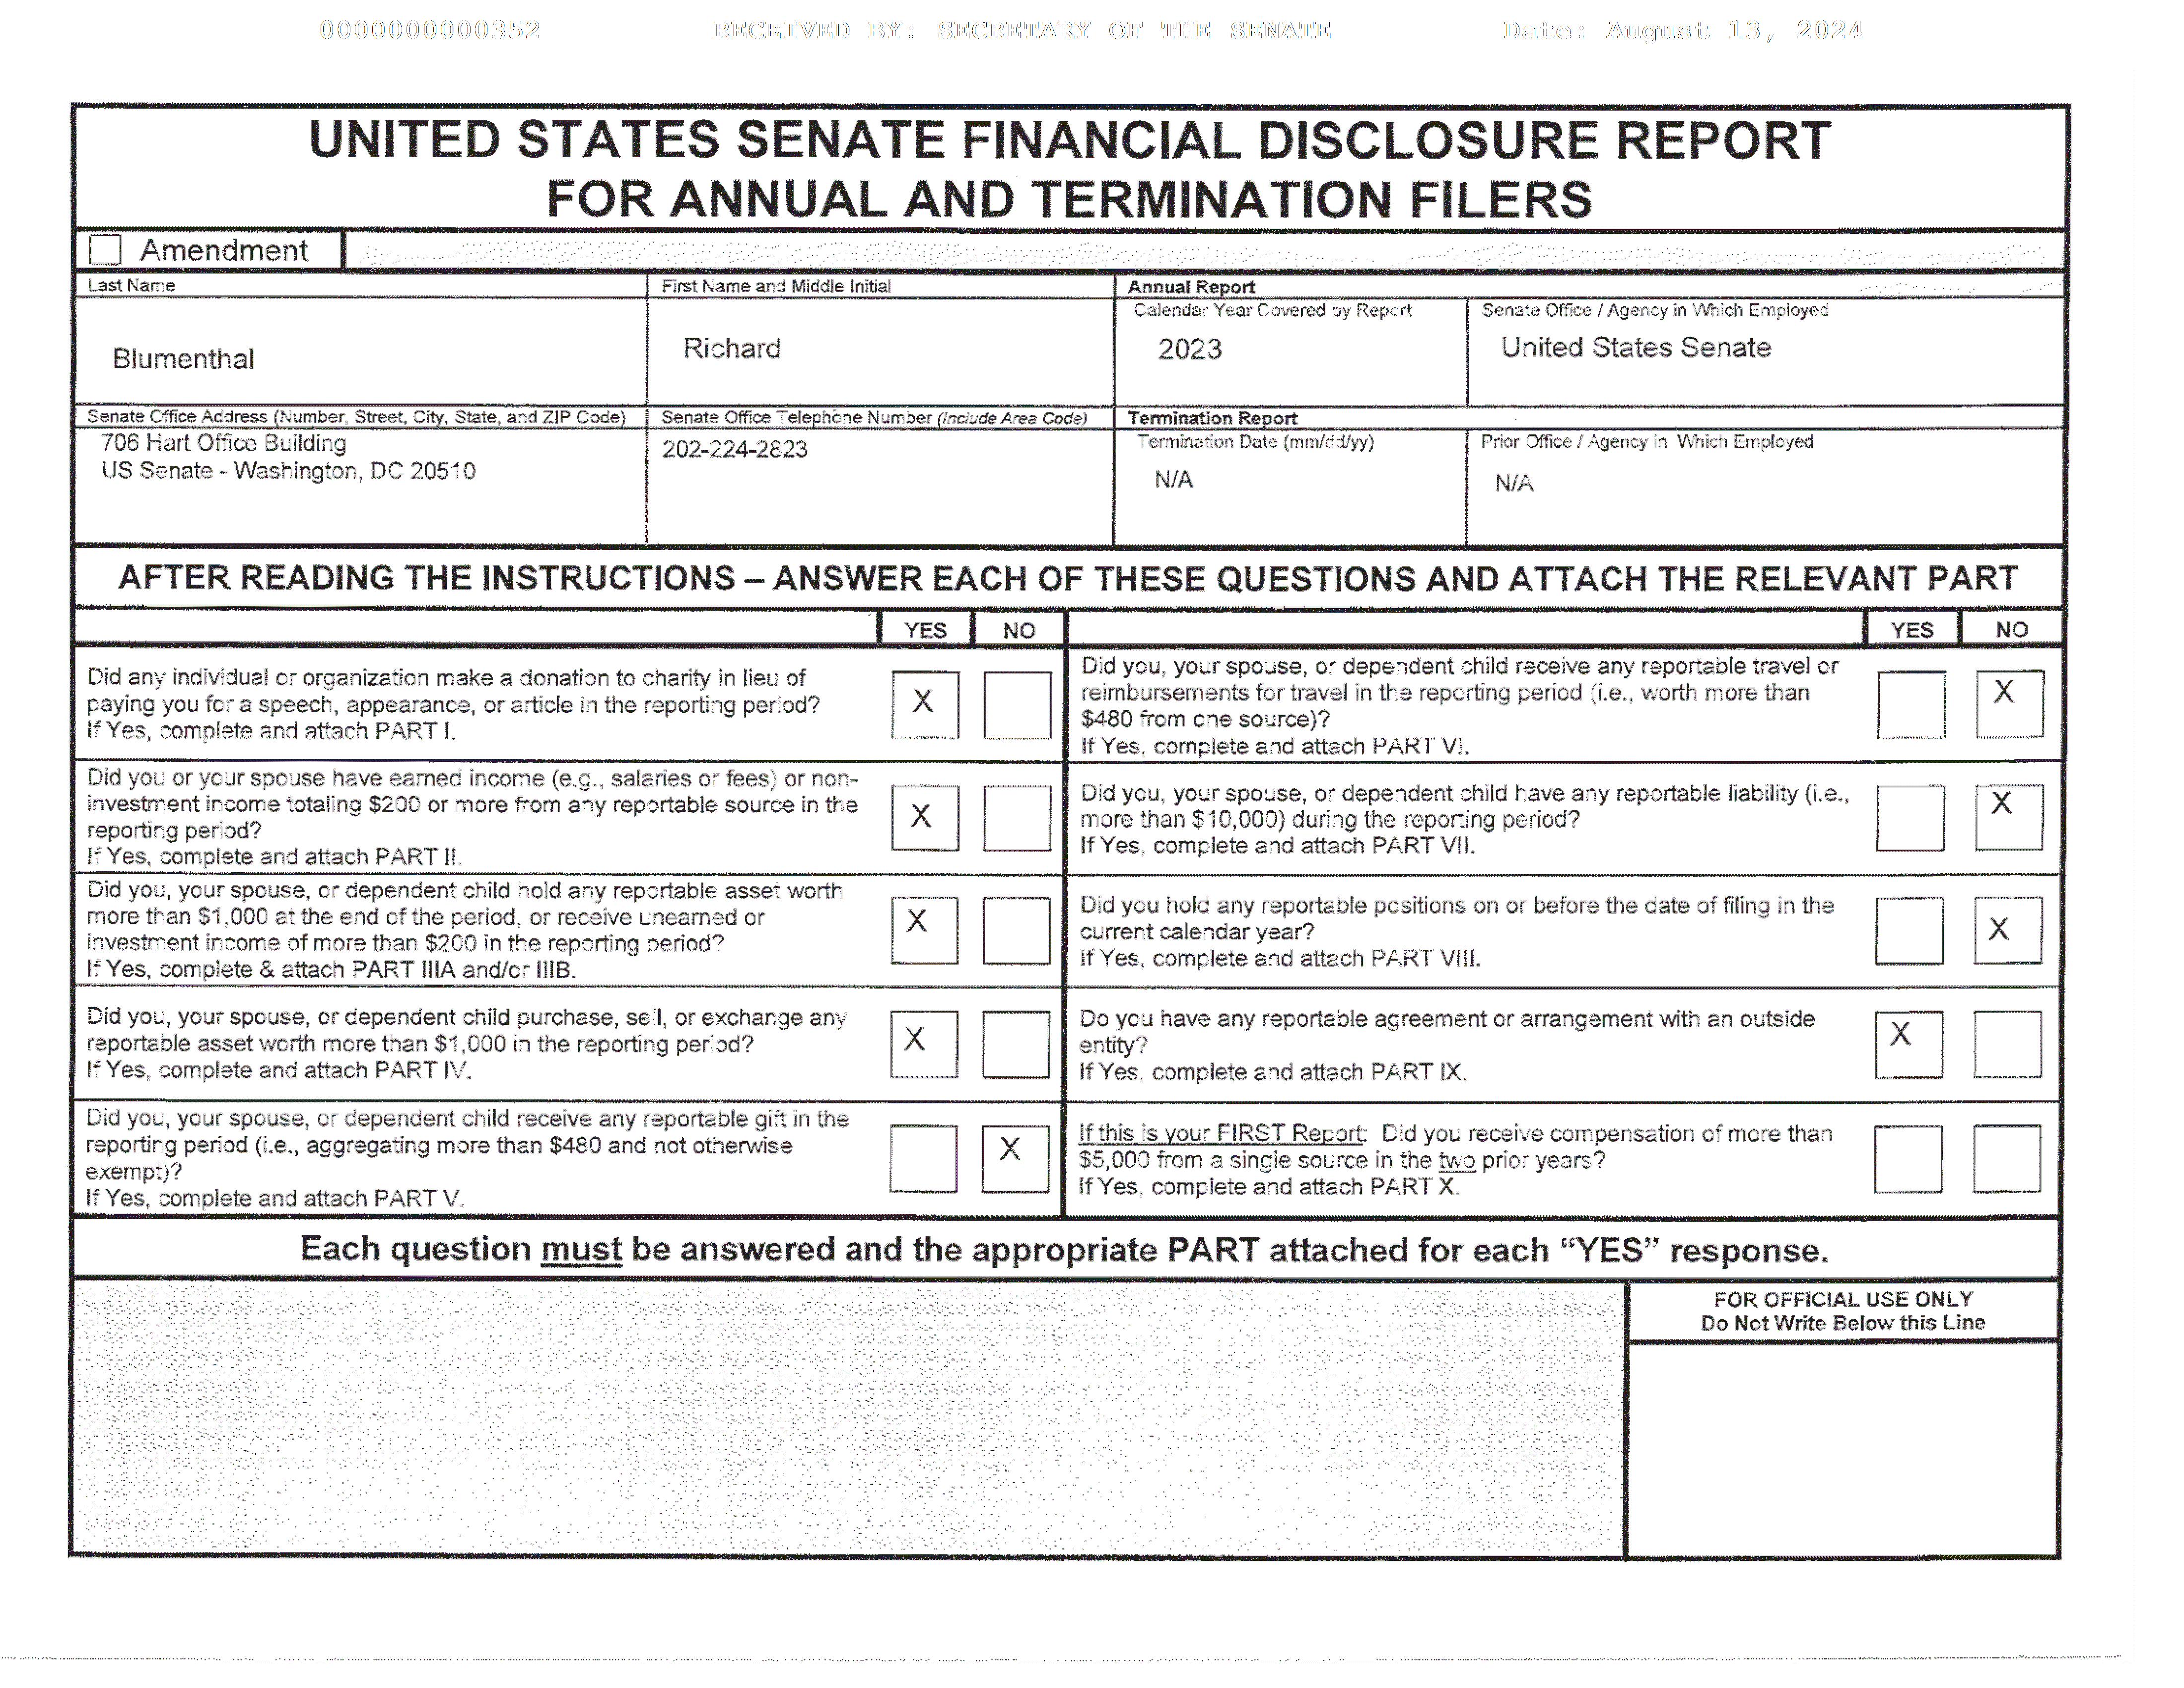 0000000000352 RECEIVED BY: SECRETARY OF THE SENATE Date: August 13, 2024
UNITED STATES SENATE FINANCIAL DISCLOSURE REPORT
FOR ANNUAL AND TERMINATION FILERS
Amendment
Last Name
Blumenthal
First Name and Middle Initial
Richard
Annual Report
Calendar Year Covered by Report
2023
Senate Office / Agency in Which Employed
United States Senate
Senate Office Address (Number, Street, City, State, and ZIP Code)
706 Hart Office Building
US Senate - Washington, DC 20510
Senate Office Telephone Number (Include Area Code)
202-224-2823
Termination Report
Termination Date (mm/dd/yy)
N/A
Prior Office / Agency in Which Employed
N/A
AFTER READING THE INSTRUCTIONS – ANSWER EACH OF THESE QUESTIONS AND ATTACH THE RELEVANT PART
YES NO
Did any individual or organization make a donation to charity in lieu of
paying you for a speech, appearance, or article in the reporting period?
If Yes, complete and attach PART I.
X
Did you or your spouse have earned income (e.g., salaries or fees) or non-
investment income totaling $200 or more from any reportable source in the
reporting period?
If Yes, complete and attach PART II.
X
Did you, your spouse, or dependent child hold any reportable asset worth
more than $1,000 at the end of the period, or receive unearned or
investment income of more than $200 in the reporting period?
If Yes, complete & attach PART IIIA and/or IIIB.
X
Did you, your spouse, or dependent child purchase, sell, or exchange any
reportable asset worth more than $1,000 in the reporting period?
If Yes, complete and attach PART IV.
X
Did you, your spouse, or dependent child receive any reportable gift in the
reporting period (i.e., aggregating more than $480 and not otherwise
exempt)?
If Yes, complete and attach PART V.
X
YES NO
Did you, your spouse, or dependent child receive any reportable travel or
reimbursements for travel in the reporting period (i.e., worth more than
$480 from one source)?
If Yes, complete and attach PART VI.
X
Did you, your spouse, or dependent child have any reportable liability (i.e.,
more than $10,000) during the reporting period?
If Yes, complete and attach PART VII.
X
Did you hold any reportable positions on or before the date of filing in the
current calendar year?
If Yes, complete and attach PART VIII.
X
Do you have any reportable agreement or arrangement with an outside
entity?
If Yes, complete and attach PART IX.
X
If this is your FIRST Report: Did you receive compensation of more than
$5,000 from a single source in the two prior years?
If Yes, complete and attach PART X.
Each question must be answered and the appropriate PART attached for each “YES” response.
FOR OFFICIAL USE ONLY
Do Not Write Below this Line